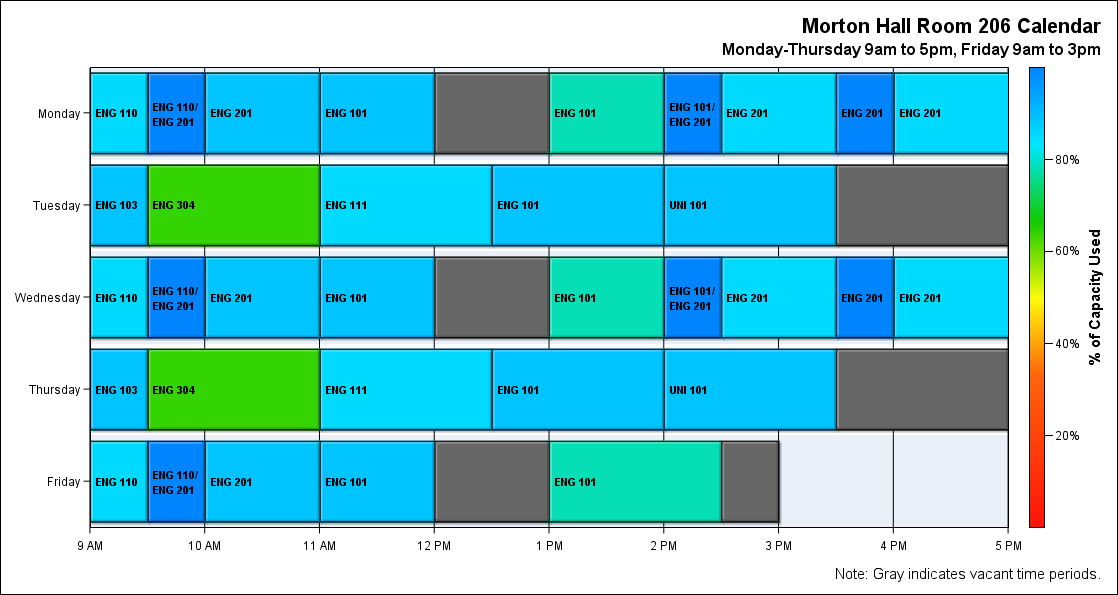 Morton Hall Room 206 Calendar
Monday-Thursday 9am to 5pm, Friday 9am to 3pm
Monday
ENG 110
ENG 110/
ENG 201
ENG 201
ENG 101
ENG 101
ENG 101/
ENG 201
ENG 201
ENG 201
ENG 201
Tuesday
ENG 103
ENG 304
ENG 111
ENG 101
UNI 101
Wednesday
ENG 110
ENG 110/
ENG 201
ENG 201
ENG 101
ENG 101
ENG 101/
ENG 201
ENG 201
ENG 201
ENG 201
Thursday
ENG 103
ENG 304
ENG 111
ENG 101
UNI 101
Friday
ENG 110
ENG 110/
ENG 201
ENG 201
ENG 101
ENG 101
9 AM
10 AM
11 AM
12 PM
1 PM
2 PM
3 PM
4 PM
5 PM
80%
60%
40%
20%
% of Capacity Used
Note: Gray indicates vacant time periods.